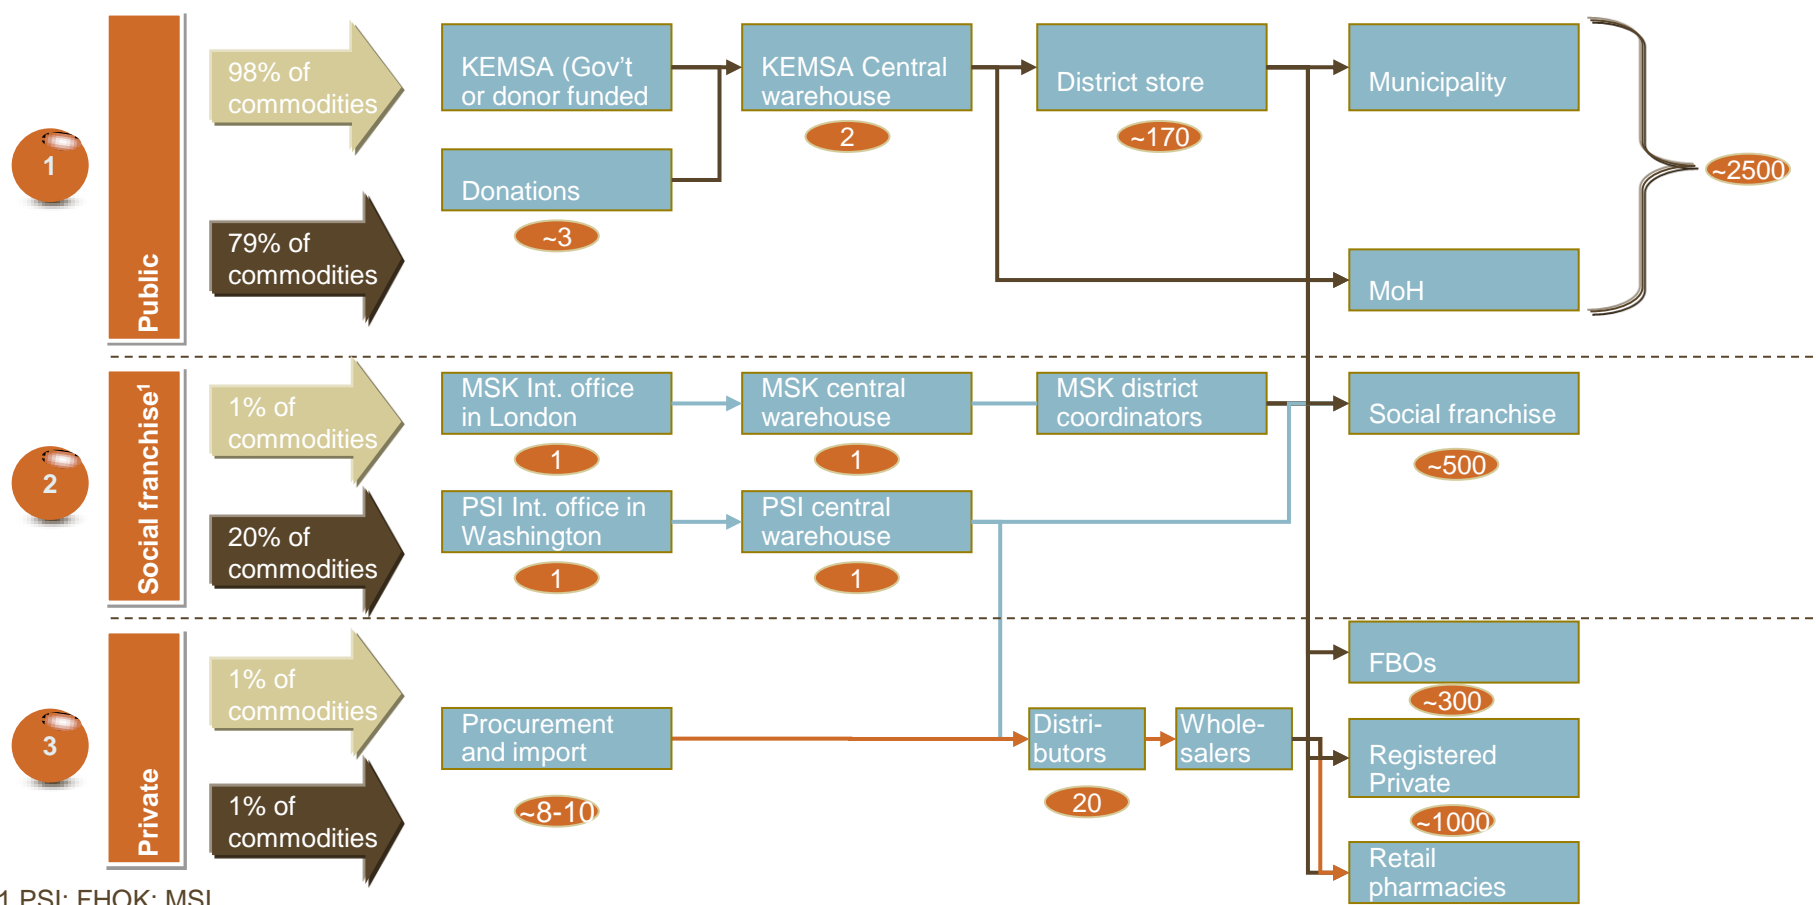 1
Public
98% of
commodities
79% of
commodities
KEMSA (Gov't
or donor funded
Donations
~3
KEMSA Central
warehouse
2
District store
~170
Municipality
MoH
~2500
2
Social franchise1
1% of
commodities
20% of
commodities
MSK Int. office
in London
1
MSK central
warehouse
1
MSK district
coordinators
Social franchise
~500
PSI Int. office in
Washington
1
PSI central
warehouse
1
3
Private
1% of
commodities
1% of
commodities
Procurement
and import
~8-10
Distri-
butors
20
Whole-
salers
FBOs
~300
Registered
Private
~1000
Retail
pharmacies
1 PSI; FHOK; MSI